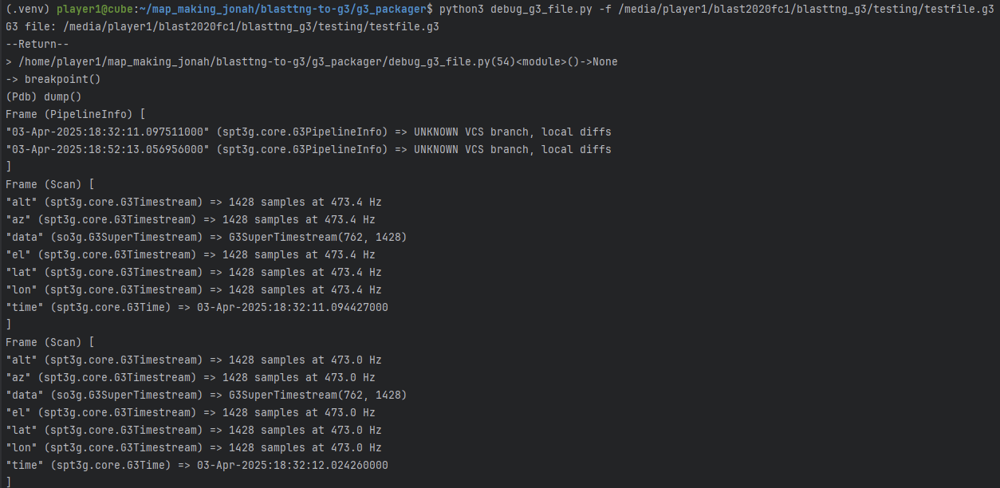 (.venv) player1@cube:~/map_making_jonah/blasttng-to-g3/g3_packager$ python3 debug_g3_file.py -f /media/player1/blast2020fc1/blasttng_g3/testing/testfile.g3
G3 file: /media/player1/blast2020fc1/blasttng_g3/testing/testfile.g3
--Return--
> /home/player1/map_making_jonah/blasttng-to-g3/g3_packager/debug_g3_file.py(54)<module>()->None
-> breakpoint()
(Pdb) dump()
Frame (PipelineInfo) [
"03-Apr-2025:18:32:11.097511000" (spt3g.core.G3PipelineInfo) => UNKNOWN VCS branch, local diffs
"03-Apr-2025:18:52:13.056956000" (spt3g.core.G3PipelineInfo) => UNKNOWN VCS branch, local diffs
]
Frame (Scan) [
"alt" (spt3g.core.G3Timestream) => 1428 samples at 473.4 Hz
"az" (spt3g.core.G3Timestream) => 1428 samples at 473.4 Hz
"data" (so3g.G3SuperTimestream) => G3SuperTimestream(762, 1428)
"el" (spt3g.core.G3Timestream) => 1428 samples at 473.4 Hz
"lat" (spt3g.core.G3Timestream) => 1428 samples at 473.4 Hz
"lon" (spt3g.core.G3Timestream) => 1428 samples at 473.4 Hz
"time" (spt3g.core.G3Time) => 03-Apr-2025:18:32:11.094427000
]
Frame (Scan) [
"alt" (spt3g.core.G3Timestream) => 1428 samples at 473.0 Hz
"az" (spt3g.core.G3Timestream) => 1428 samples at 473.0 Hz
"data" (so3g.G3SuperTimestream) => G3SuperTimestream(762, 1428)
"el" (spt3g.core.G3Timestream) => 1428 samples at 473.0 Hz
"lat" (spt3g.core.G3Timestream) => 1428 samples at 473.0 Hz
"lon" (spt3g.core.G3Timestream) => 1428 samples at 473.0 Hz
"time" (spt3g.core.G3Time) => 03-Apr-2025:18:32:12.024260000
]